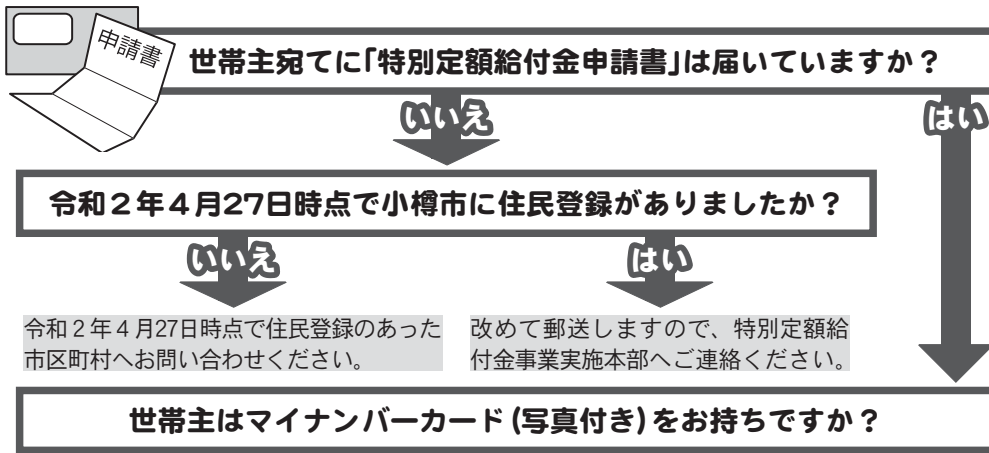 申請書
世帯主宛てに「特別定額給付金申請書」は届いていますか？
いいえ
はい
令和２年４月27日時点で小樽市に住民登録がありましたか？
いいえ
はい
令和２年４月27日時点で住民登録のあった
市区町村へお問い合わせください。
改めて郵送しますので、特別定額給
付金事業実施本部へご連絡ください。
世帯主はマイナンバーカード(写真付き)をお持ちですか？